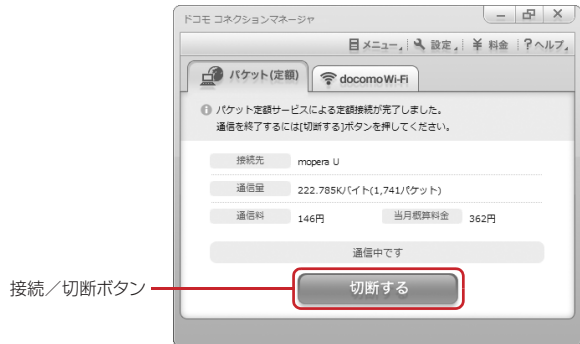 ドコモ コネクションマネージャ
メニュー 設定 ¥ 料金 ?ヘルプ
パケット(定額) docomo Wi-Fi
パケット定額サービスによる定額接続が完了しました。
通信を終了するには[切断する]ボタンを押してください。
接続先 mopera U
通信量 222.785Kバイト(1,741パケット)
通信料 146円 当月概算料金 362円
通信中です
接続／切断ボタン 切断する